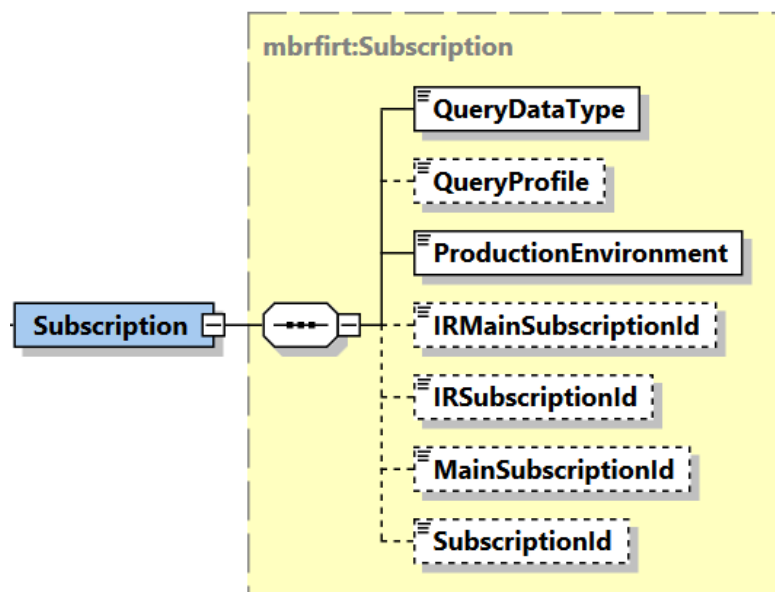 mbrfirt:Subscription
QueryDataType
QueryProfile
ProductionEnvironment
Subscription
IRMainSubscriptionId
IRSubscriptionId
MainSubscriptionId
SubscriptionId